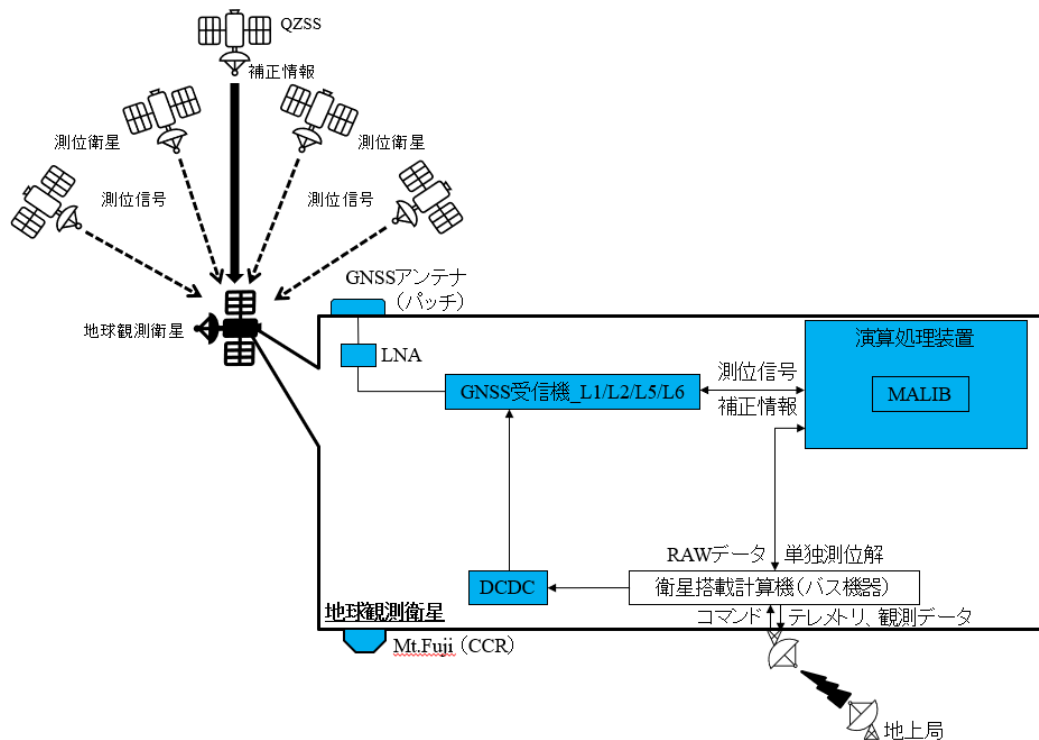 QZSS
補正情報
測位衛星
測位衛星
測位信号
測位信号
地球観測衛星
GNSSアンテナ
（パッチ）
LNA
GNSS受信機_L1/L2/L5/L6
測位信号
補正情報
演算処理装置
MALIB
RAWデータ
単独測位解
DCDC
衛星搭載計算機（バス機器）
コマンド
テレメトリ、観測データ
地球観測衛星
Mt.Fuji（CCR）
地上局